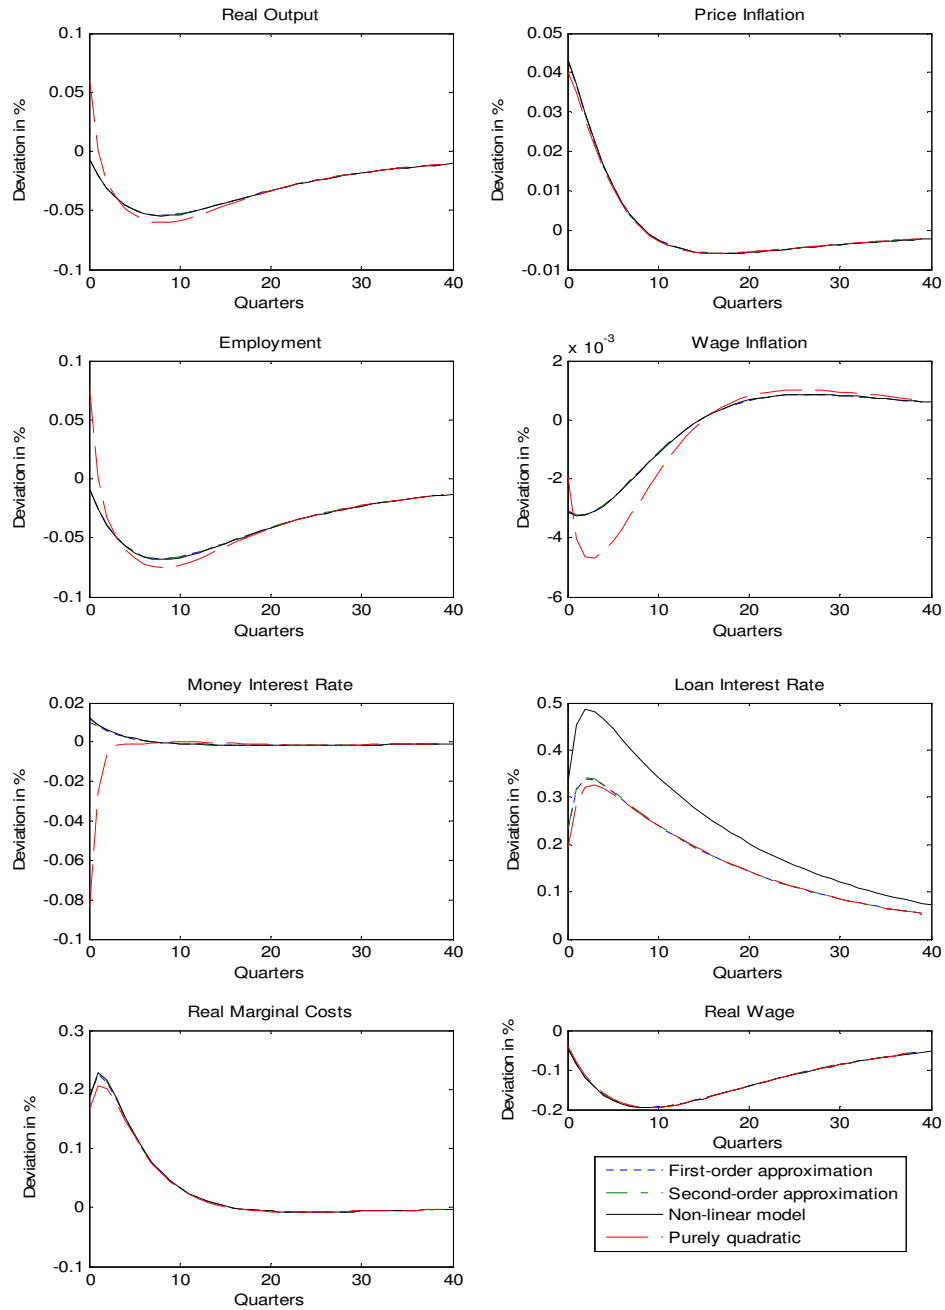 Real Output
Deviation in %
0.1
0.05
0
-0.05
-0.1
0 10 20 30 40
Quarters
Price Inflation
Deviation in %
0.05
0.04
0.03
0.02
0.01
0
-0.01
0 10 20 30 40
Quarters
Employment
Deviation in %
0.1
0.05
0
-0.05
-0.1
0 10 20 30 40
Quarters
Wage Inflation
x 10^-3
Deviation in %
2
0
-2
-4
-6
0 10 20 30 40
Quarters
Money Interest Rate
Deviation in %
0.02
0
-0.02
-0.04
-0.06
-0.08
-0.1
0 10 20 30 40
Quarters
Loan Interest Rate
Deviation in %
0.5
0.4
0.3
0.2
0.1
0
0 10 20 30 40
Quarters
Real Marginal Costs
Deviation in %
0.3
0.2
0.1
0
-0.1
0 10 20 30 40
Quarters
Real Wage
Deviation in %
0
-0.1
-0.2
0 10 20 30 40
Quarters
First-order approximation
Second-order approximation
Non-linear model
Purely quadratic